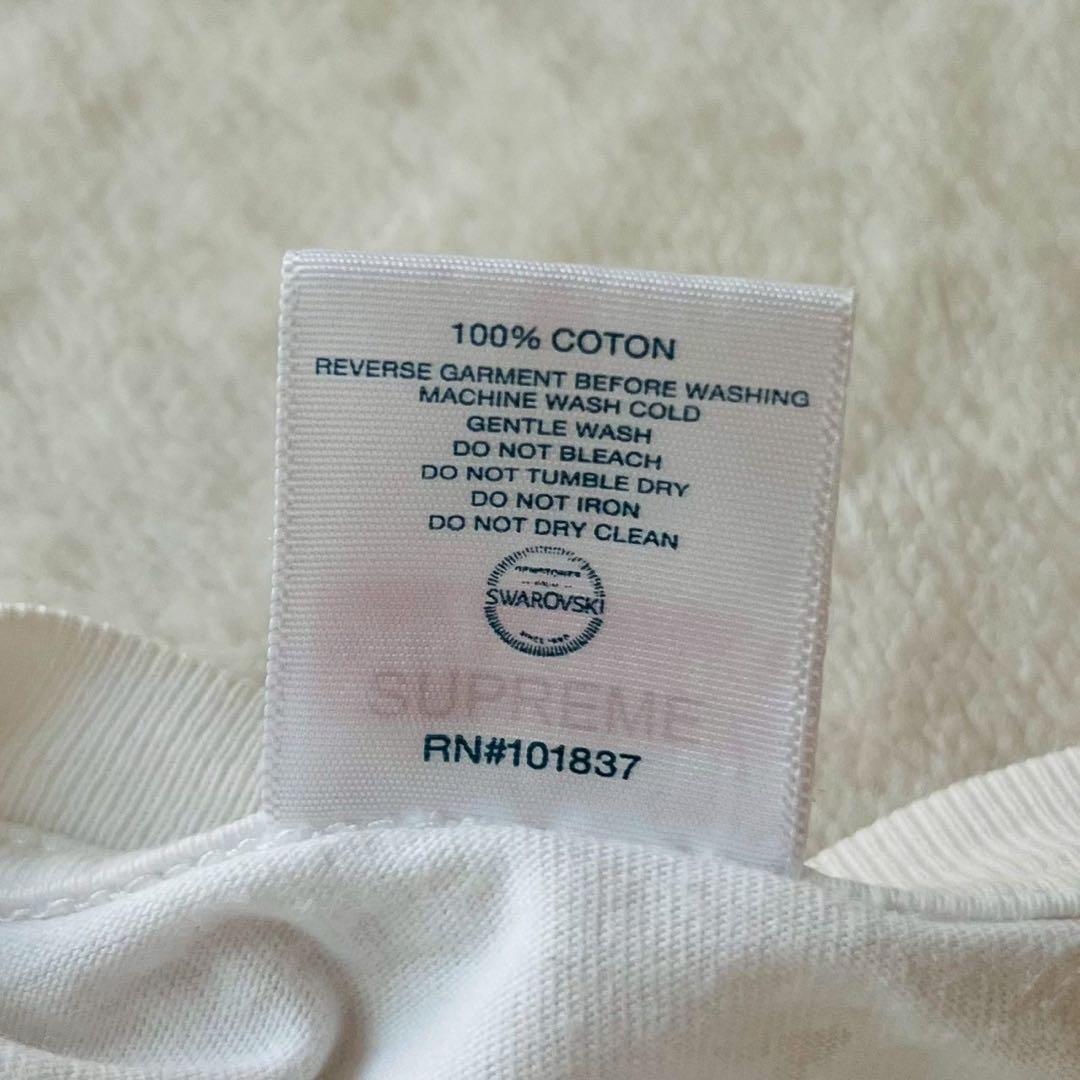 100% COTON
REVERSE GARMENT BEFORE WASHING
MACHINE WASH COLD
GENTLE WASH
DO NOT BLEACH
DO NOT TUMBLE DRY
DO NOT IRON
DO NOT DRY CLEAN
SWAROVSKI
SUPREME
RN#101837